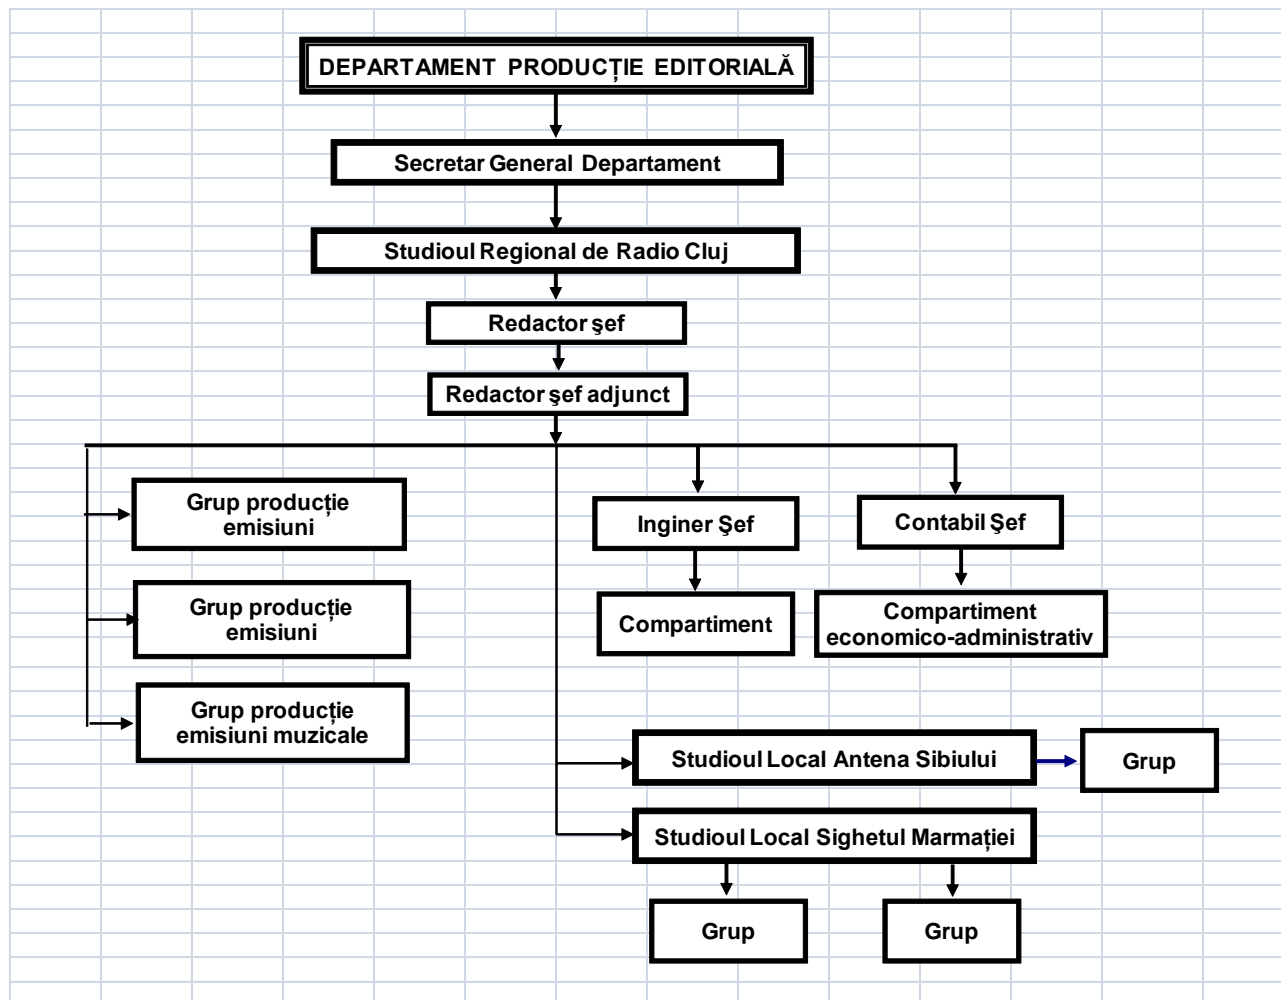 DEPARTAMENT PRODUCȚIE EDITORIALĂ
Secretar General Departament
Studioul Regional de Radio Cluj
Redactor şef
Redactor şef adjunct
Grup producție
emisiuni
Inginer Şef
Contabil Şef
Grup producție
emisiuni
Compartiment
Compartiment
economico-administrativ
Grup producție
emisiuni muzicale
Studioul Local Antena Sibiului
Grup
Studioul Local Sighetul Marmației
Grup
Grup